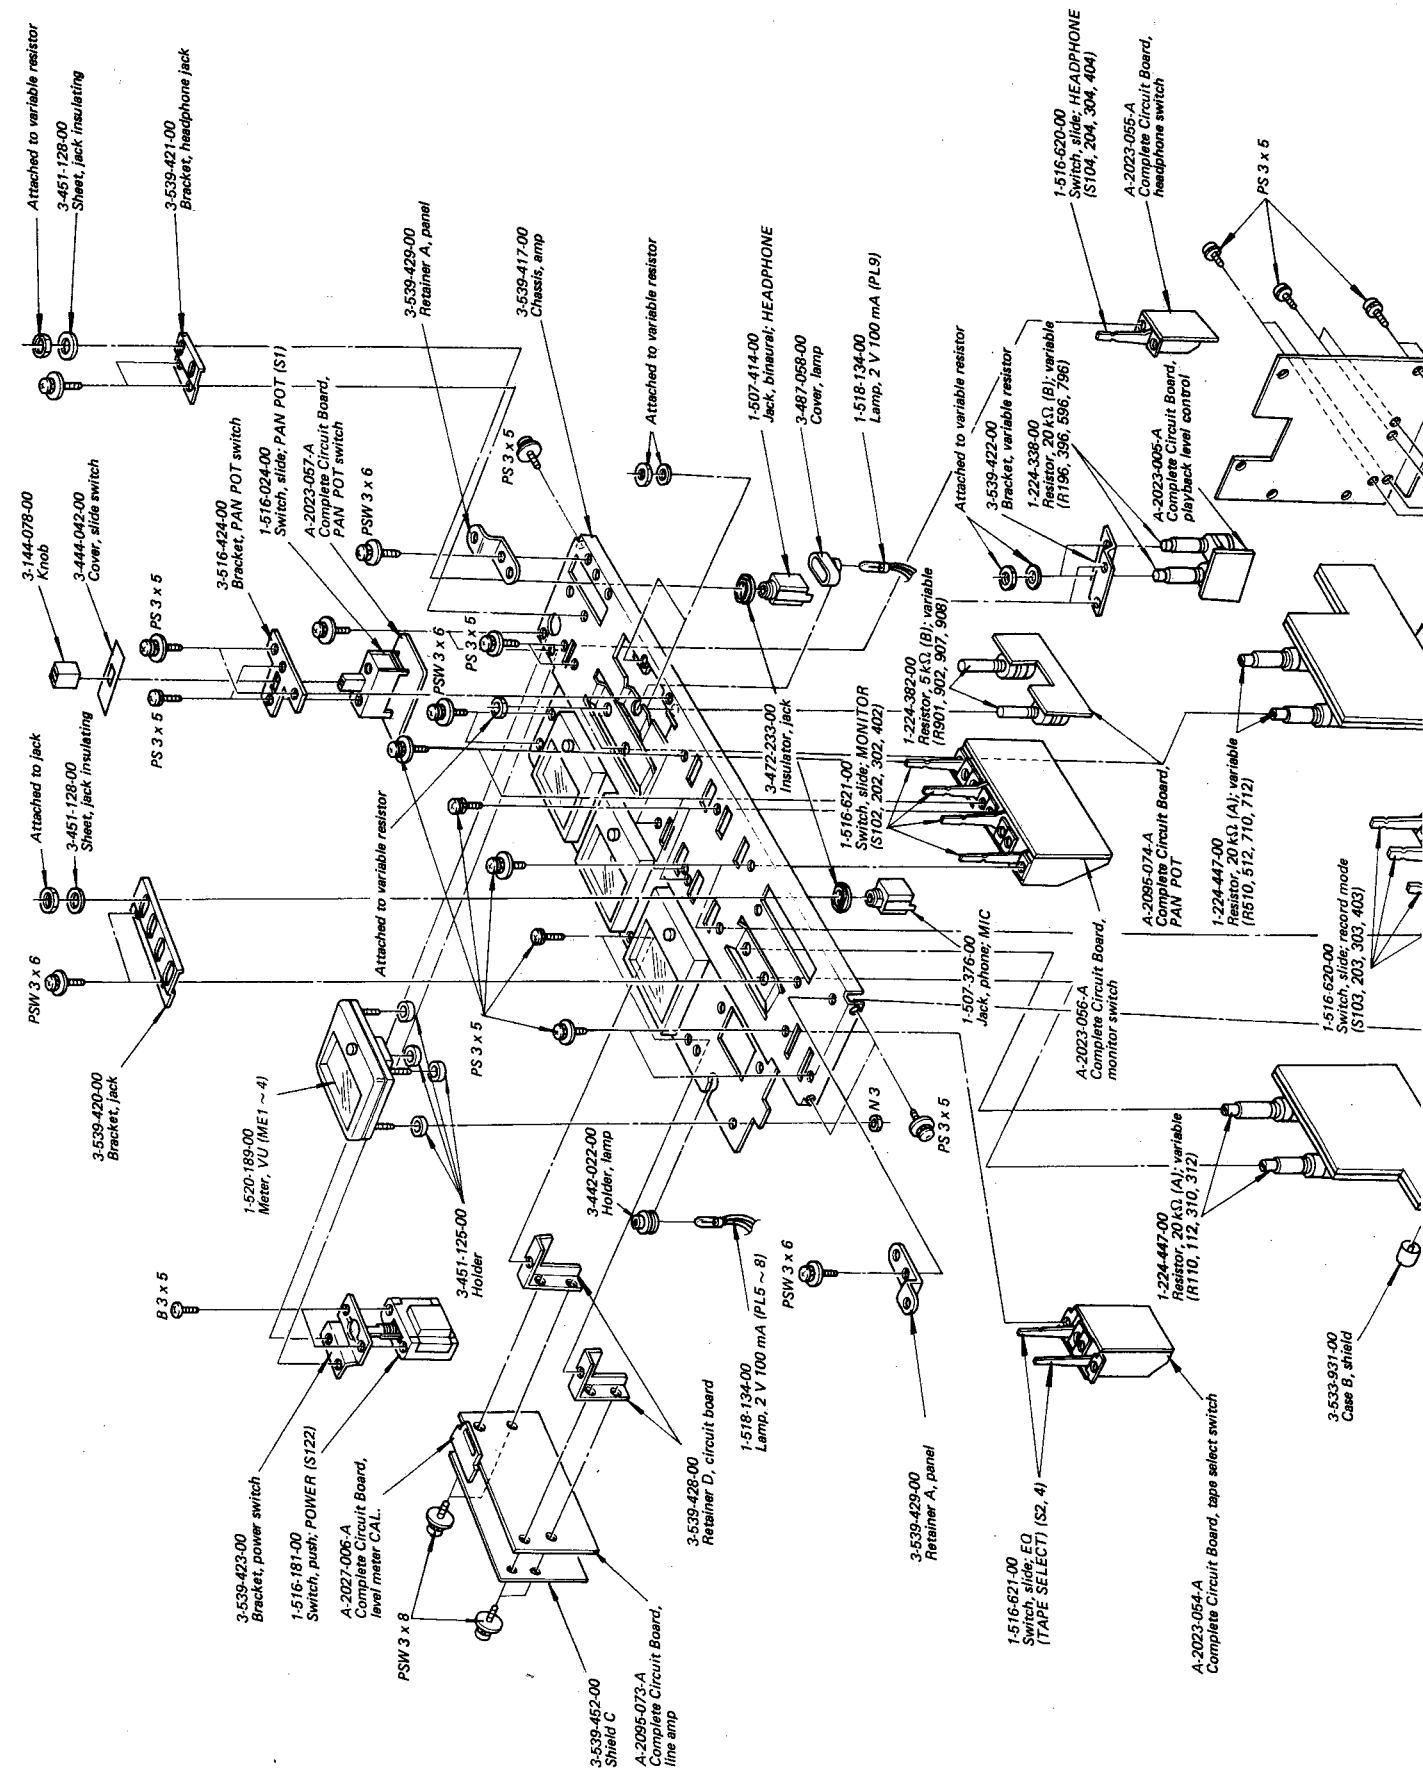 Attached to variable resistor
3-451-128-00
Sheet, jack insulating
3-539-421-00
Bracket, headphone jack
3-144-078-00
Knob
3-444-042-00
Cover, slide switch
PS 3 x 5
3-516-424-00
Bracket, PAN POT switch
1-516-024-00
Switch, slide; PAN POT (S1)
A-2023-057-A
Complete Circuit Board,
PAN POT switch
PSW 3 x 6
3-539-429-00
Retainer A, panel
PS 3 x 5
3-539-417-00
Chassis, amp
Attached to variable resistor
1-507-414-00
Jack, binaural; HEADPHONE
3-487-058-00
Cover, lamp
1-518-134-00
Lamp, 2 V 100 mA (PL9)
Attached to variable resistor
3-539-422-00
Bracket, variable resistor
1-224-338-00
Resistor, 20 kΩ (B); variable
(R196, 396, 596, 796)
1-516-620-00
Switch, slide; HEADPHONE
(S104, 204, 304, 404)
A-2023-055-A
Complete Circuit Board,
headphone switch
A-2023-005-A
Complete Circuit Board,
playback level control
PS 3 x 5
Attached to jack
3-451-128-00
Sheet, jack insulating
PS 3 x 5
PSW 3 x 6
PS 3 x 5
Attached to variable resistor
PSW 3 x 6
3-539-420-00
Bracket, jack
1-520-189-00
Meter, VU (ME1 ~ 4)
PS 3 x 5
3-472-233-00
Insulator, jack
1-516-621-00
Switch, slide; MONITOR
(S102, 202, 302, 402)
1-224-382-00
Resistor, 5 kΩ (B); variable
(R901, 902, 907, 908)
1-507-376-00
Jack, phone; MIC
A-2023-056-A
Complete Circuit Board,
monitor switch
A-2095-074-A
Complete Circuit Board,
PAN POT
1-224-447-00
Resistor, 20 kΩ (A); variable
(R510, 512, 710, 712)
1-516-620-00
Switch, slide; record mode
(S103, 203, 303, 403)
B 3 x 5
3-451-125-00
Holder
3-442-022-00
Holder, lamp
N 3
PS 3 x 5
PSW 3 x 6
1-518-134-00
Lamp, 2 V 100 mA (PL5 ~ 8)
1-224-447-00
Resistor, 20 kΩ (A); variable
(R110, 112, 310, 312)
3-533-931-00
Case B, shield
3-539-423-00
Bracket, power switch
1-516-181-00
Switch, push; POWER (S122)
A-2027-006-A
Complete Circuit Board,
level meter CAL.
PSW 3 x 8
3-539-428-00
Retainer D, circuit board
3-539-429-00
Retainer A, panel
1-516-621-00
Switch, slide; EQ
(TAPE SELECT) (S2, 4)
A-2023-054-A
Complete Circuit Board, tape select switch
3-539-452-00
Shield C
A-2095-073-A
Complete Circuit Board,
line amp